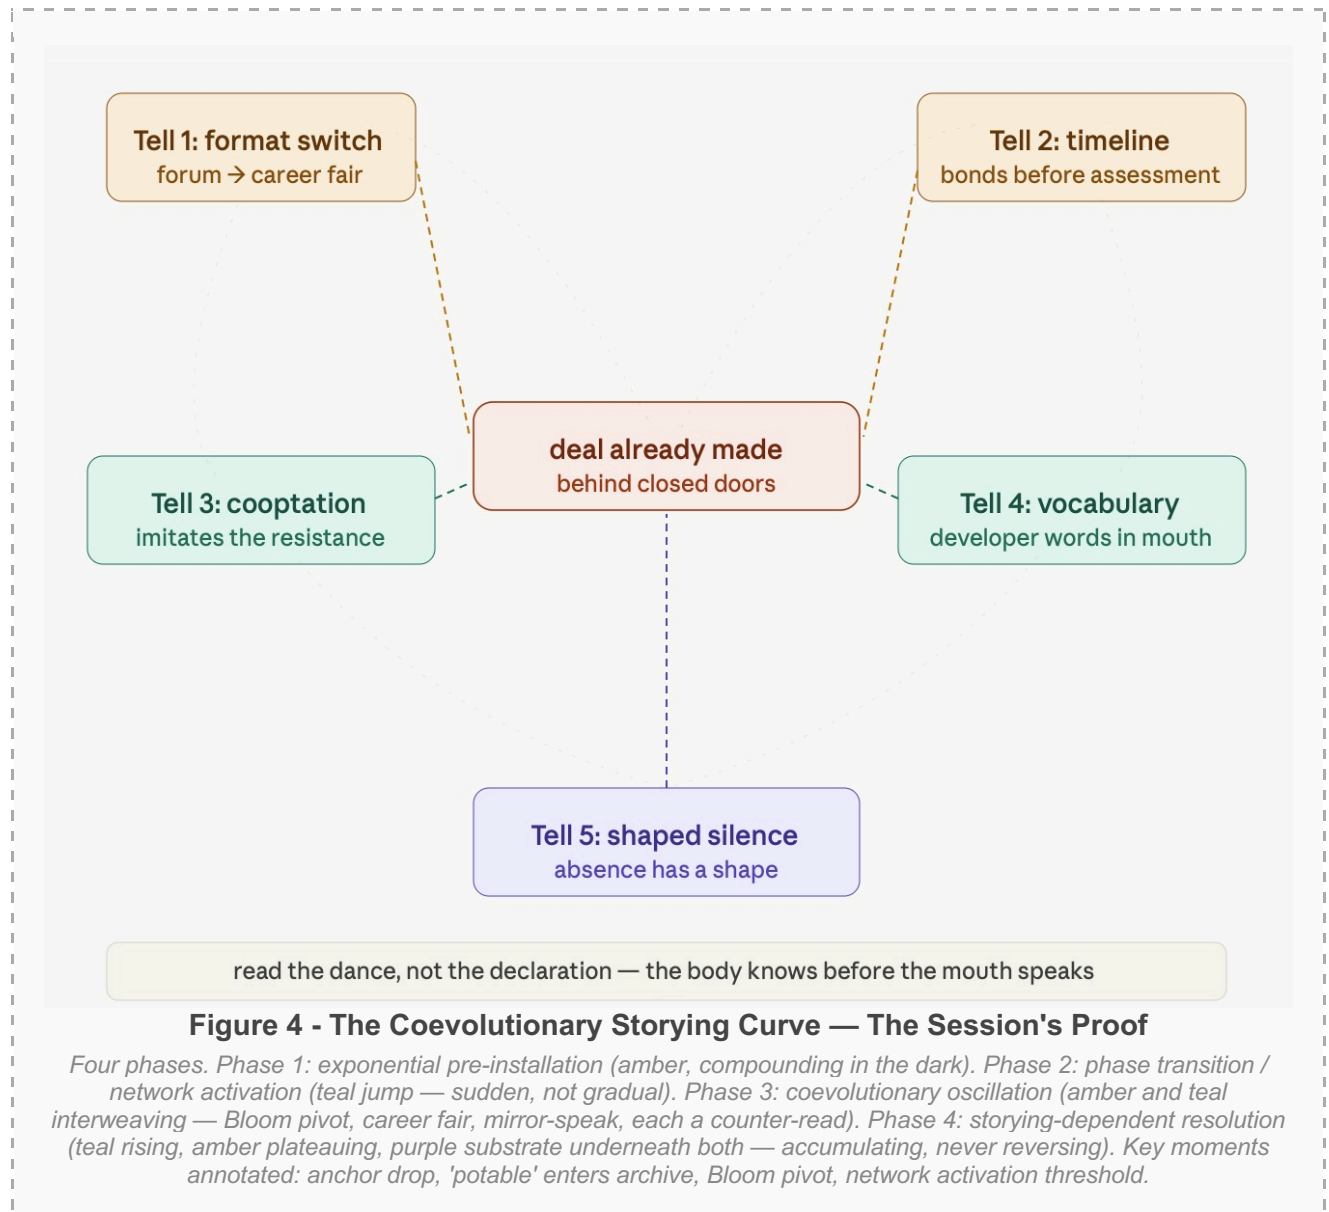 Tell 1: format switch
forum → career fair
Tell 2: timeline
bonds before assessment
deal already made
behind closed doors
Tell 3: cooptation
imitates the resistance
Tell 4: vocabulary
developer words in mouth
Tell 5: shaped silence
absence has a shape
read the dance, not the declaration — the body knows before the mouth speaks
Figure 4 - The Coevolutionary Storying Curve — The Session's Proof
Four phases. Phase 1: exponential pre-installation (amber, compounding in the dark). Phase 2: phase transition /
network activation (teal jump — sudden, not gradual). Phase 3: coevolutionary oscillation (amber and teal
interweaving — Bloom pivot, career fair, mirror-speak, each a counter-read). Phase 4: storying-dependent resolution
(teal rising, amber plateauing, purple substrate underneath both — accumulating, never reversing). Key moments
annotated: anchor drop, 'potable' enters archive, Bloom pivot, network activation threshold.